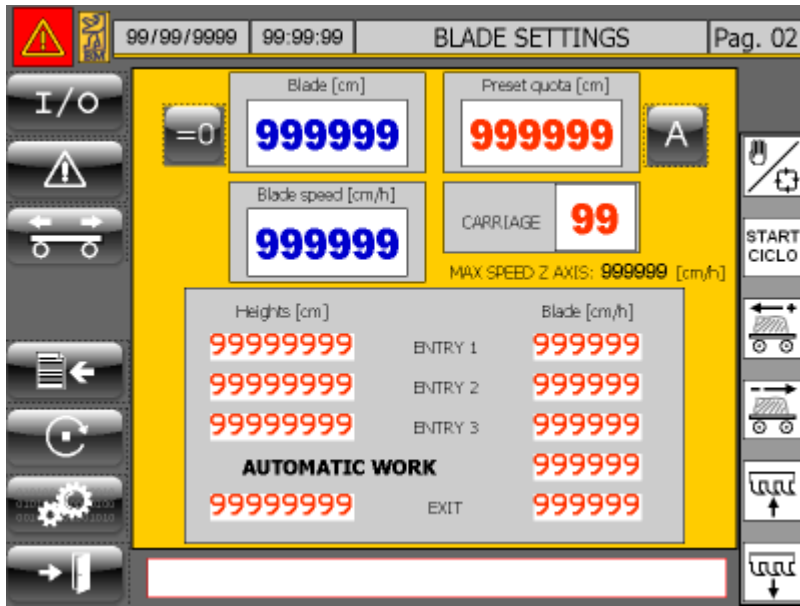 BM
99/99/9999 99:99:99 BLADE SETTINGS Pag. 02
I/O
Blade [cm] Preset quota [cm]
=0 999999 999999 A
Blade speed [cm/h]
999999
CARRIAGE 99
MAX SPEED Z AXIS: 999999 [cm/h]
START
CICLO
Heights [cm] Blade [cm/h]
99999999 ENTRY 1 999999
99999999 ENTRY 2 999999
99999999 ENTRY 3 999999
AUTOMATIC WORK 999999
99999999 EXIT 999999